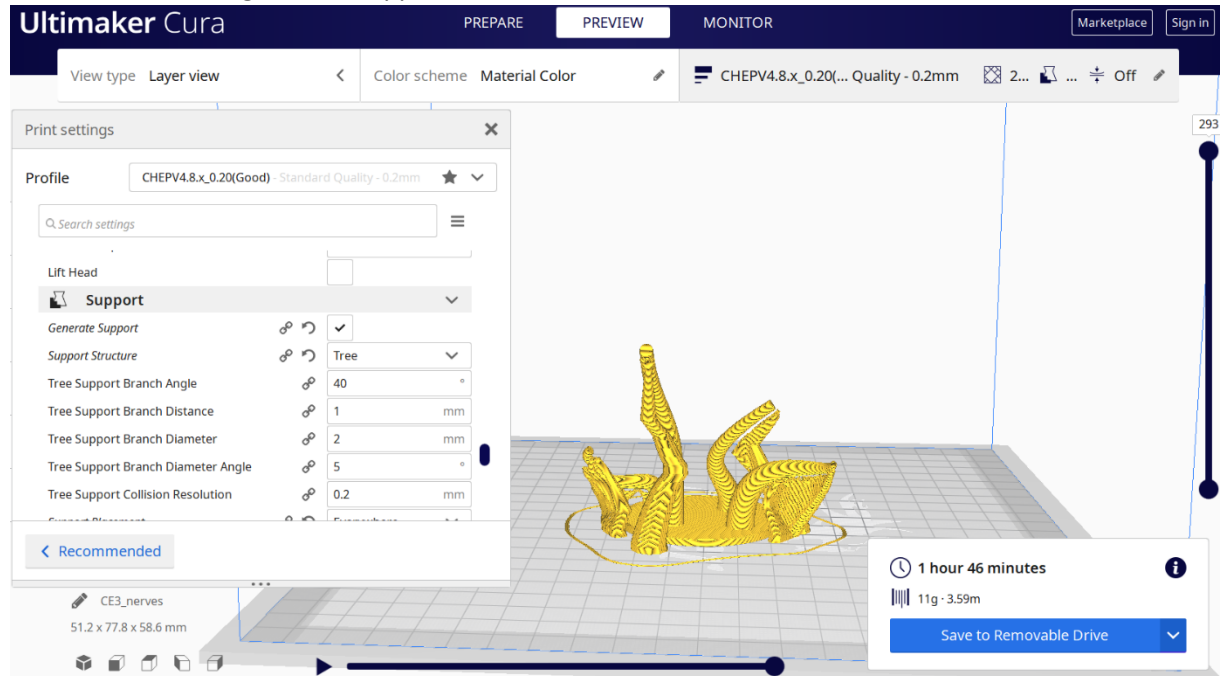 Ultimaker Cura
PREPARE
PREVIEW
MONITOR
Marketplace
Sign in
View type Layer view
Color scheme Material Color
CHEPV4.8.x_0.20(... Quality - 0.2mm
2...
...
Off
Print settings
293
Profile
CHEPV4.8.x_0.20(Good) - Standard Quality - 0.2mm
Search settings
Lift Head
Support
Generate Support
Support Structure Tree
Tree Support Branch Angle 40 °
Tree Support Branch Distance 1 mm
Tree Support Branch Diameter 2 mm
Tree Support Branch Diameter Angle 5 °
Tree Support Collision Resolution 0.2 mm
Support Placement Everywhere
Recommended
CE3_nerves
51.2 x 77.8 x 58.6 mm
1 hour 46 minutes
11g · 3.59m
Save to Removable Drive